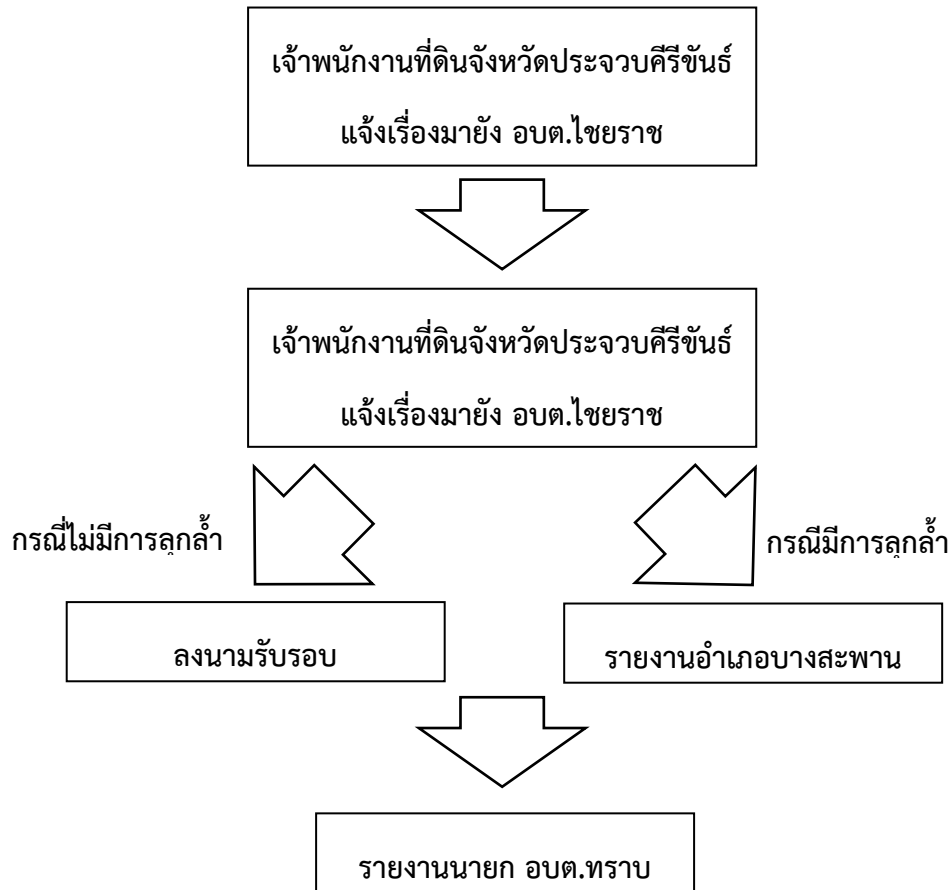 เจ้าพนักงานที่ดินจังหวัดประจวบคีรีขันธ์
แจ้งเรื่องมายัง อบต.ไชยราช
เจ้าพนักงานที่ดินจังหวัดประจวบคีรีขันธ์
แจ้งเรื่องมายัง อบต.ไชยราช
กรณี่ไม่มีการลุกล้ำ
กรณีมีการลุกล้ำ
ลงนามรับรอบ
รายงานอำเภอบางสะพาน
รายงานนายก อบต.ทราบ